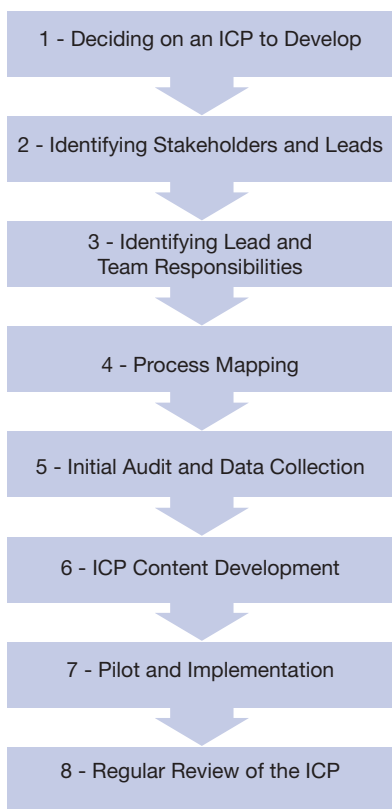 1 - Deciding on an ICP to Develop
2 - Identifying Stakeholders and Leads
3 - Identifying Lead and
Team Responsibilities
4 - Process Mapping
5 - Initial Audit and Data Collection
6 - ICP Content Development
7 - Pilot and Implementation
8 - Regular Review of the ICP